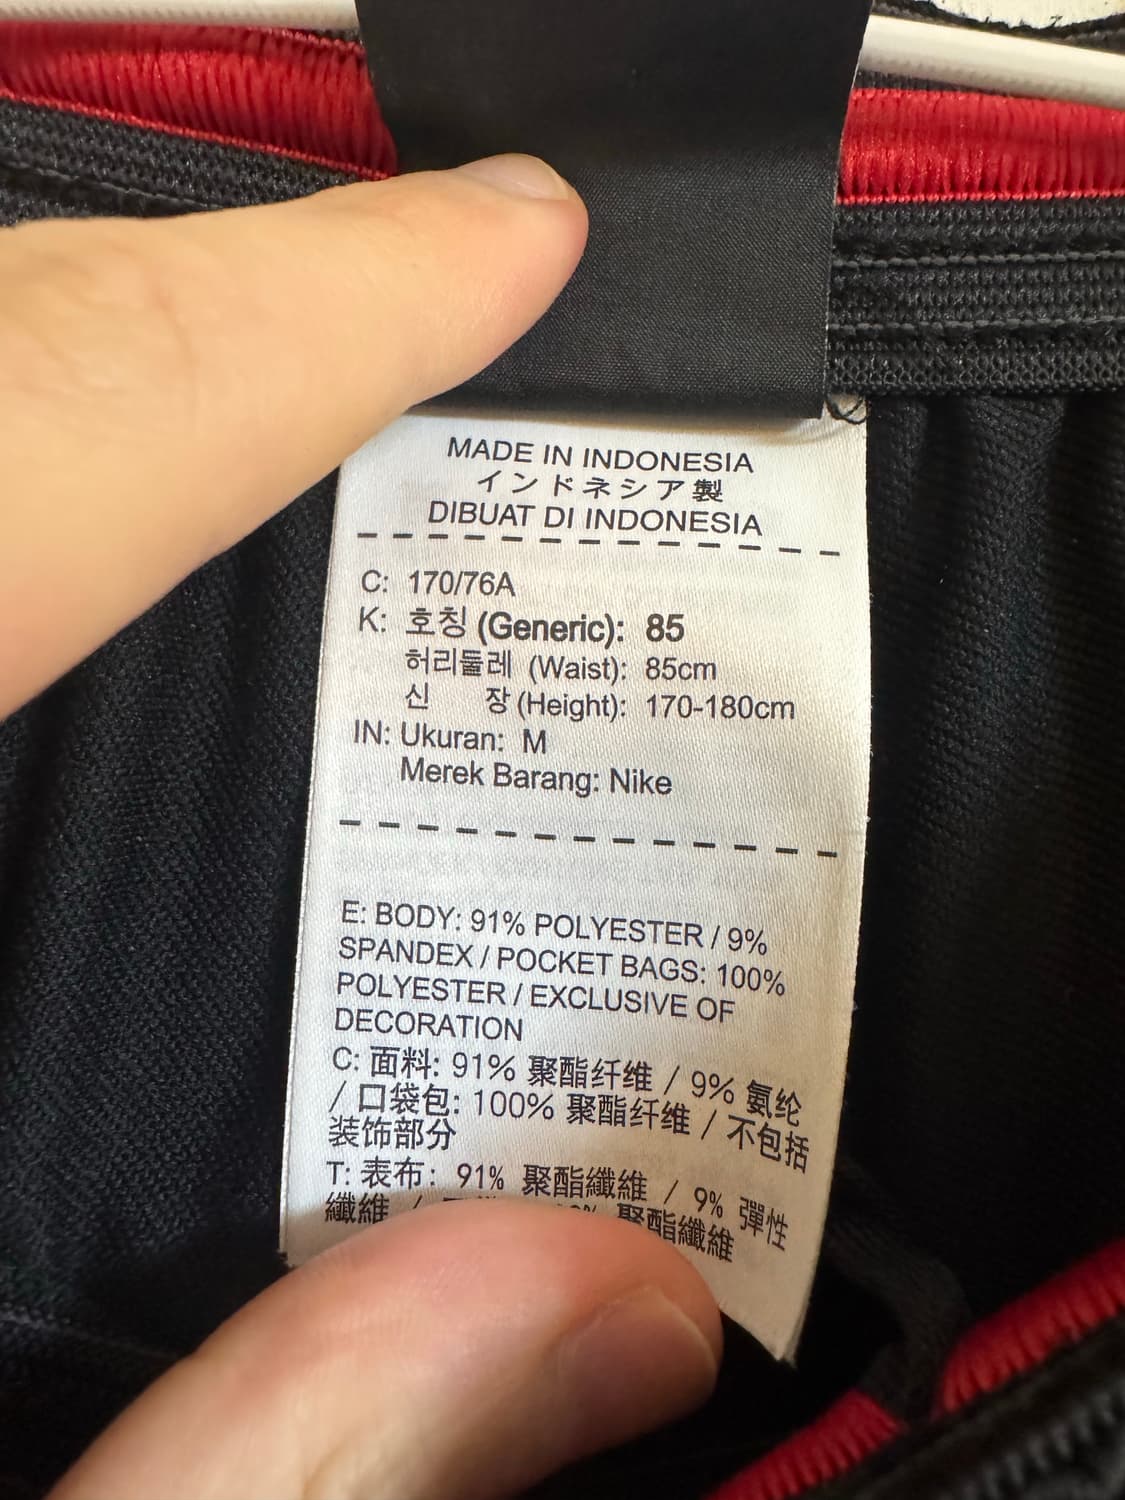 MADE IN INDONESIA
インドネシア製
DIBUAT DI INDONESIA
C: 170/76A
K: 호칭 (Generic): 85
허리둘레 (Waist): 85cm
신 장 (Height): 170-180cm
IN: Ukuran: M
Merek Barang: Nike
E: BODY: 91% POLYESTER / 9%
SPANDEX / POCKET BAGS: 100%
POLYESTER / EXCLUSIVE OF
DECORATION
C: 面料: 91% 聚酯纤维 / 9% 氨纶
/ 口袋包: 100% 聚酯纤维 / 不包括
装饰部分
T: 表布: 91% 聚酯纖維 / 9% 彈性
纖維 / 聚酯纖維